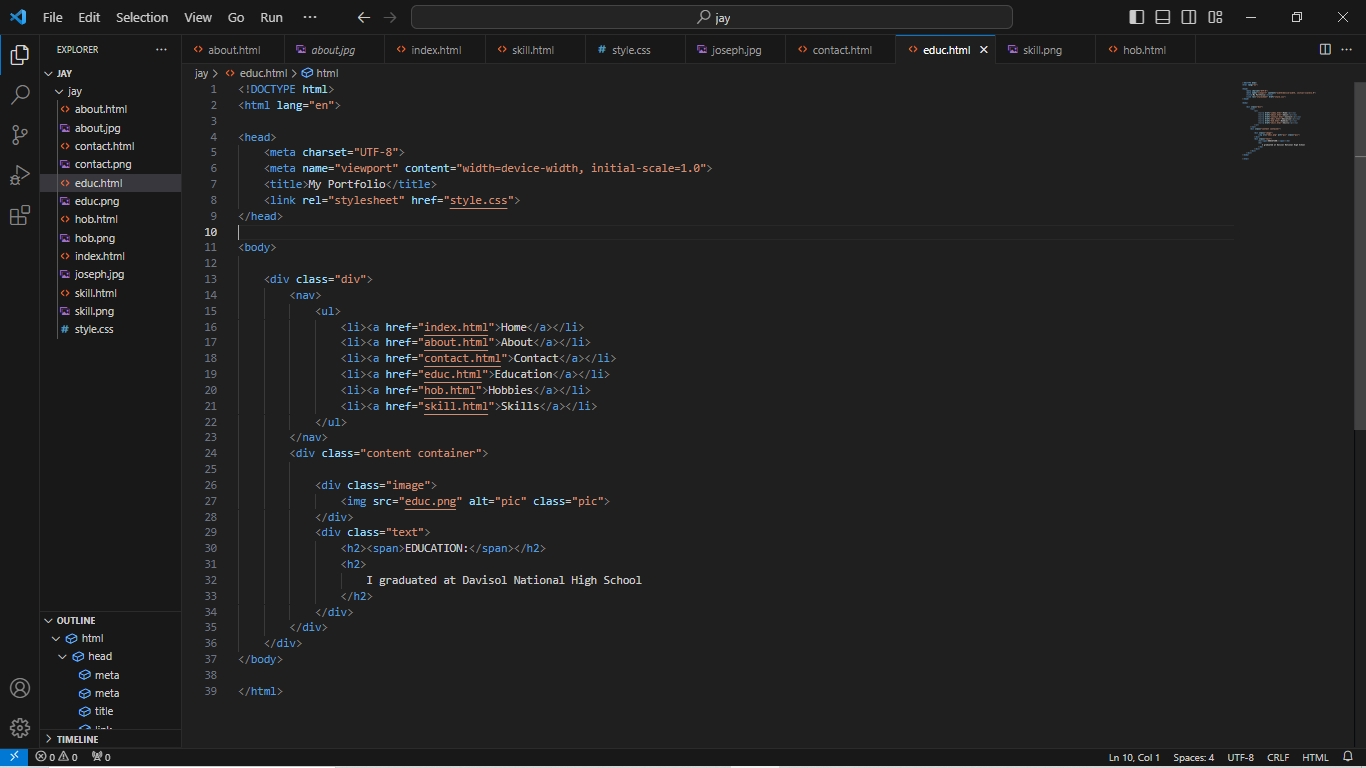 File Edit Selection View Go Run ···
jay
EXPLORER ···
about.html about.jpg index.html skill.html # style.css joseph.jpg contact.html educ.html skill.png hob.html
JAY
jay
about.html
about.jpg
contact.html
contact.png
educ.html
educ.png
hob.html
hob.png
index.html
joseph.jpg
skill.html
skill.png
# style.css
OUTLINE
html
head
meta
meta
title
link
TIMELINE
jay > educ.html > html
1 <!DOCTYPE html>
2 <html lang="en">
3
4 <head>
5 <meta charset="UTF-8">
6 <meta name="viewport" content="width=device-width, initial-scale=1.0">
7 <title>My Portfolio</title>
8 <link rel="stylesheet" href="style.css">
9 </head>
10
11 <body>
12
13 <div class="div">
14 <nav>
15 <ul>
16 <li><a href="index.html">Home</a></li>
17 <li><a href="about.html">About</a></li>
18 <li><a href="contact.html">Contact</a></li>
19 <li><a href="educ.html">Education</a></li>
20 <li><a href="hob.html">Hobbies</a></li>
21 <li><a href="skill.html">Skills</a></li>
22 </ul>
23 </nav>
24 <div class="content container">
25
26 <div class="image">
27 <img src="educ.png" alt="pic" class="pic">
28 </div>
29 <div class="text">
30 <h2><span>EDUCATION:</span></h2>
31 <h2>
32 I graduated at Davisol National High School
33 </h2>
34 </div>
35 </div>
36 </div>
37 </body>
38
39 </html>
0 0 0 Ln 10, Col 1 Spaces: 4 UTF-8 CRLF HTML